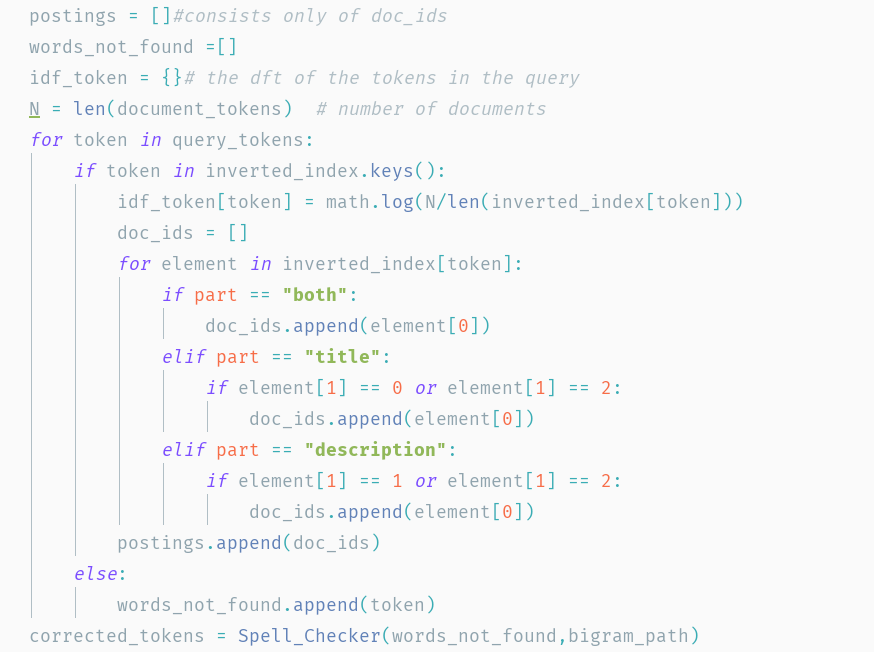 postings = []#consists only of doc_ids
words_not_found =[]
idf_token = {}# the dft of the tokens in the query
N = len(document_tokens)  # number of documents
for token in query_tokens:
    if token in inverted_index.keys():
        idf_token[token] = math.log(N/len(inverted_index[token]))
        doc_ids = []
        for element in inverted_index[token]:
            if part == "both":
                doc_ids.append(element[0])
            elif part == "title":
                if element[1] == 0 or element[1] == 2:
                    doc_ids.append(element[0])
            elif part == "description":
                if element[1] == 1 or element[1] == 2:
                    doc_ids.append(element[0])
        postings.append(doc_ids)
    else:
        words_not_found.append(token)
corrected_tokens = Spell_Checker(words_not_found,bigram_path)